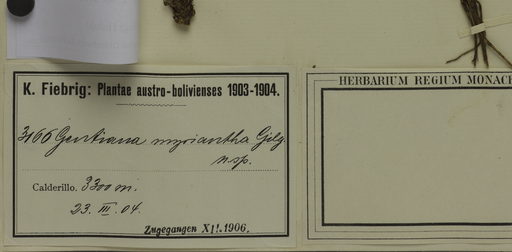 K. Fiebrig: Plantae austro-bolivienses 1903-1904.
3166 Gentiana myriantha Gilg
n. sp.
Calderillo. 3300 m.
23. III. 04.
Zugegangen XII. 1906.
HERBARIUM REGIUM MONAC